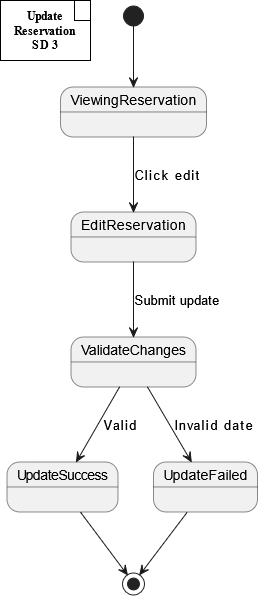 Update
Reservation
SD 3
ViewingReservation
Click edit
EditReservation
Submit update
ValidateChanges
Valid
Invalid date
UpdateSuccess
UpdateFailed